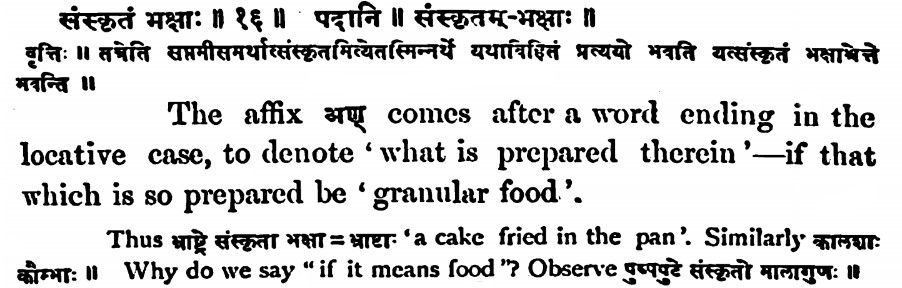 संस्कृतं भक्षाः ॥ १६ ॥ पदानि ॥ संस्कृतम्-भक्षाः ॥
वृत्तिः ॥ तत्रेति सप्तमीसमर्थात्संस्कृतमित्येतस्मिन्नर्थे यथाविहितं प्रत्ययो भवति यत्संस्कृतं भक्षाश्चेत्ते
भवन्ति ॥
The affix अण् comes after a word ending in the
locative case, to denote ‘what is prepared therein’—if that
which is so prepared be ‘granular food’.
Thus भ्राष्ट्रे संस्कृता भक्षा = भ्राष्टाः ‘a cake fried in the pan’. Similarly कालशाः
कौम्भाः ॥ Why do we say “if it means food”? Observe पुष्पपुटे संस्कृतो मालागुणः ॥